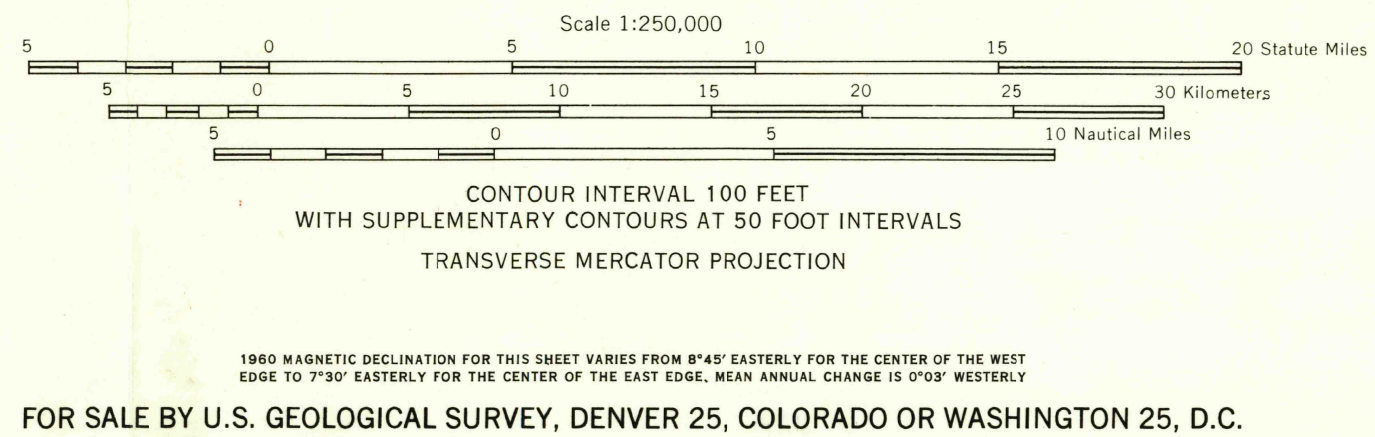 Scale 1:250,000
5 0 5 10 15 20 Statute Miles
5 0 5 10 15 20 25 30 Kilometers
5 0 5 10 Nautical Miles
CONTOUR INTERVAL 100 FEET
WITH SUPPLEMENTARY CONTOURS AT 50 FOOT INTERVALS
TRANSVERSE MERCATOR PROJECTION
1960 MAGNETIC DECLINATION FOR THIS SHEET VARIES FROM 8°45′ EASTERLY FOR THE CENTER OF THE WEST
EDGE TO 7°30′ EASTERLY FOR THE CENTER OF THE EAST EDGE. MEAN ANNUAL CHANGE IS 0°03′ WESTERLY
FOR SALE BY U.S. GEOLOGICAL SURVEY, DENVER 25, COLORADO OR WASHINGTON 25, D.C.